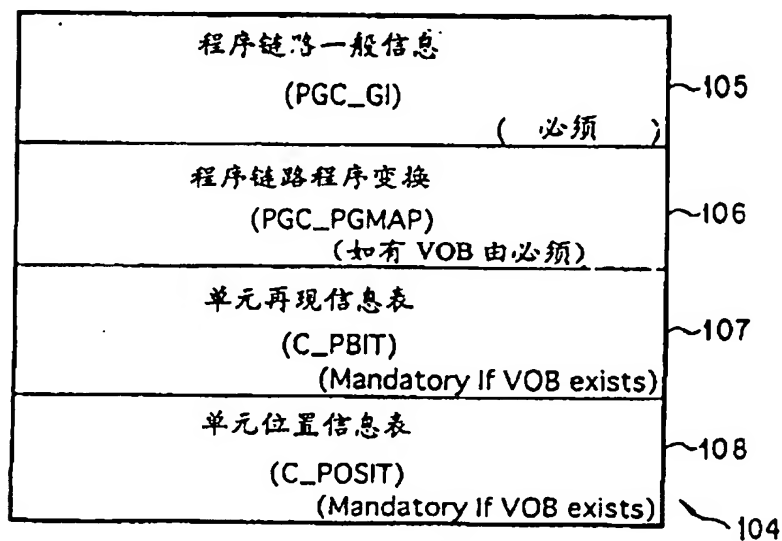 程序链路一般信息
(PGC_GI)
( 必须 )
105
程序链路程序变换
(PGC_PGMAP)
(如有 VOB 由必须)
106
单元再现信息表
(C_PBIT)
(Mandatory If VOB exists)
107
单元位置信息表
(C_POSIT)
(Mandatory If VOB exists)
108
104